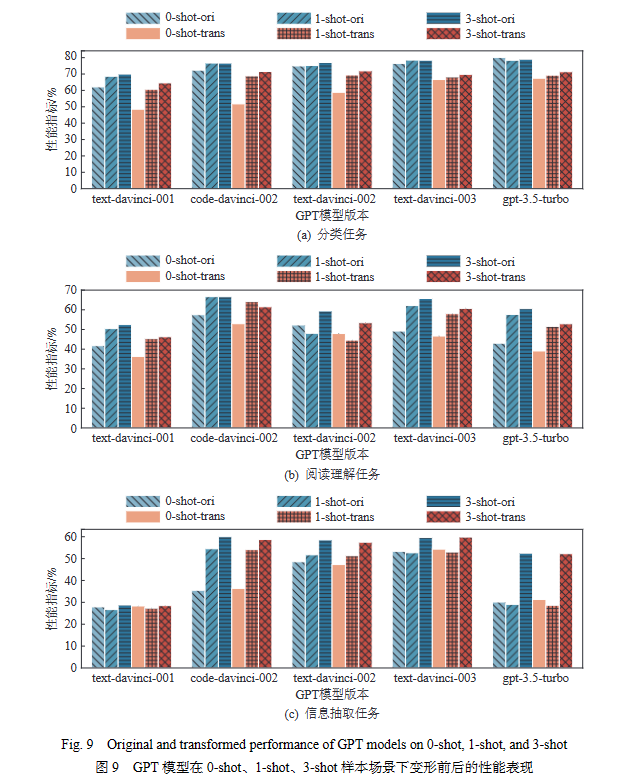 0-shot-ori 1-shot-ori 3-shot-ori
0-shot-trans 1-shot-trans 3-shot-trans
80
70
60
50
40
30
20
10
0
性能指标/%
text-davinci-001 code-davinci-002 text-davinci-002 text-davinci-003 gpt-3.5-turbo
GPT模型版本
(a) 分类任务
0-shot-ori 1-shot-ori 3-shot-ori
0-shot-trans 1-shot-trans 3-shot-trans
70
60
50
40
30
20
10
0
性能指标/%
text-davinci-001 code-davinci-002 text-davinci-002 text-davinci-003 gpt-3.5-turbo
GPT模型版本
(b) 阅读理解任务
0-shot-ori 1-shot-ori 3-shot-ori
0-shot-trans 1-shot-trans 3-shot-trans
60
50
40
30
20
10
0
性能指标/%
text-davinci-001 code-davinci-002 text-davinci-002 text-davinci-003 gpt-3.5-turbo
GPT模型版本
(c) 信息抽取任务
Fig. 9 Original and transformed performance of GPT models on 0-shot, 1-shot, and 3-shot
图 9 GPT 模型在 0-shot、1-shot、3-shot 样本场景下变形前后的性能表现